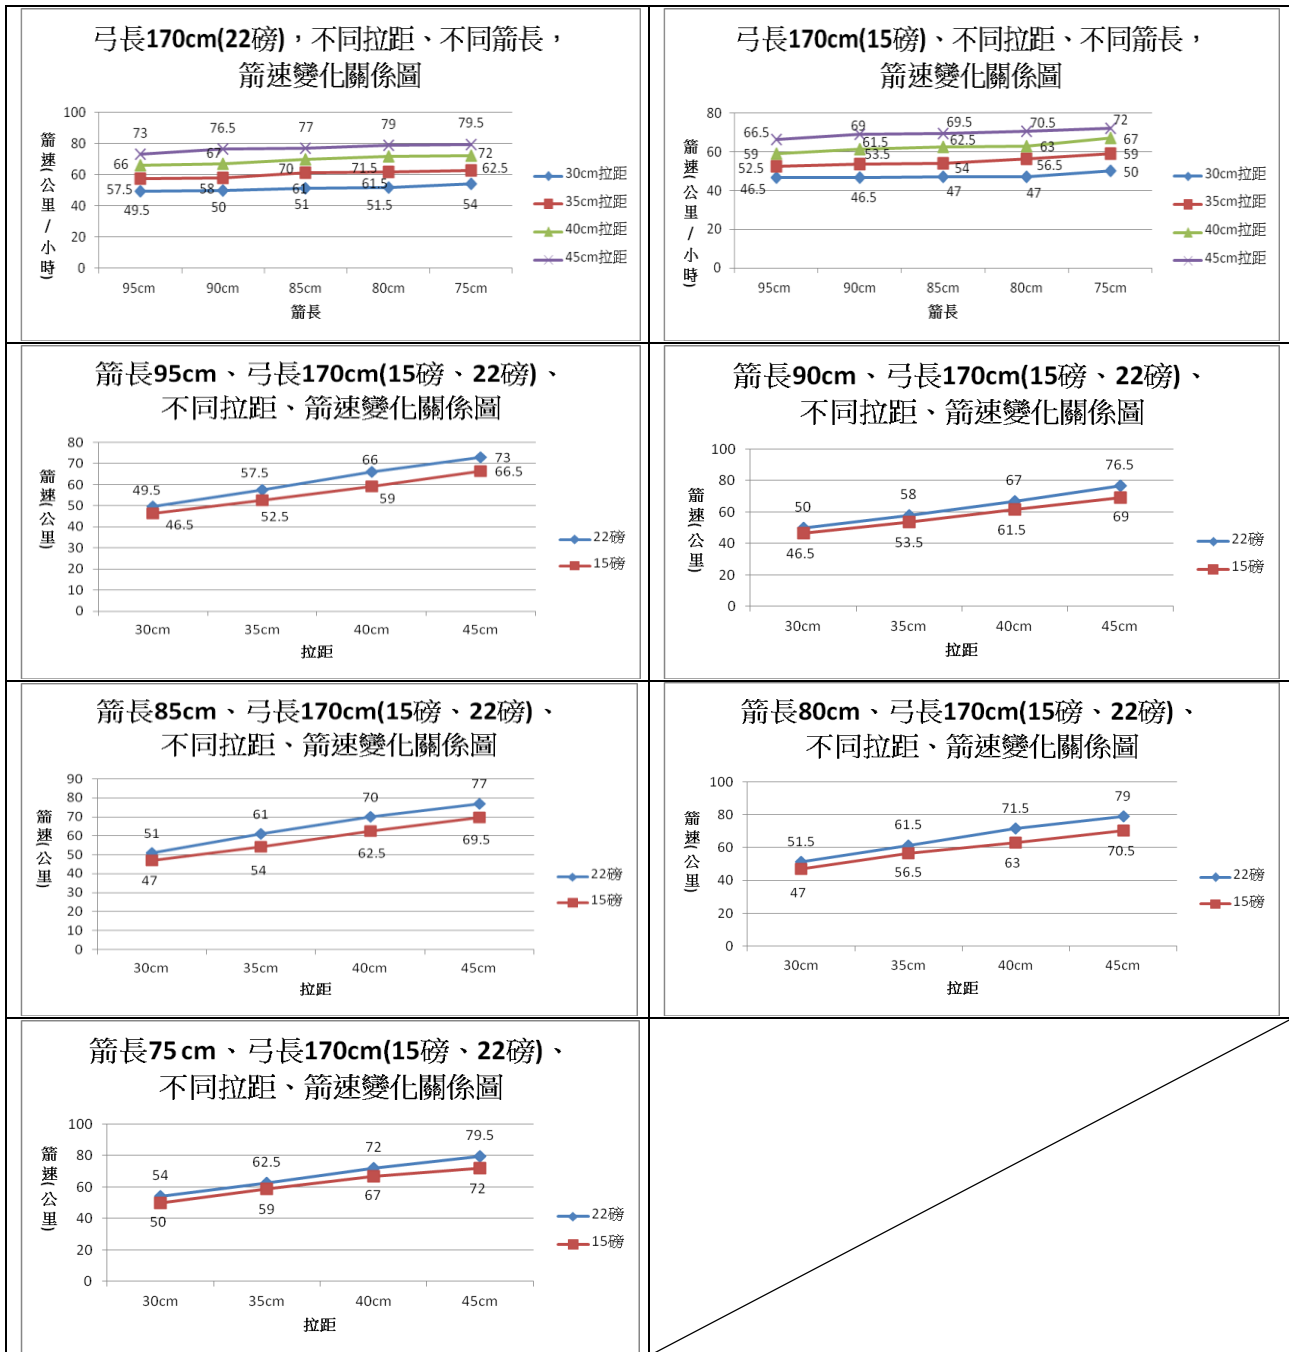 弓長170cm(22磅)，不同拉距、不同箭長，
箭速變化關係圖
箭速(公里/小時)
100
80
60
40
20
0
73
76.5
77
79
79.5
66
67
70
71.5
72
57.5
58
61
61.5
62.5
49.5
50
51
51.5
54
95cm
90cm
85cm
80cm
75cm
箭長
30cm拉距
35cm拉距
40cm拉距
45cm拉距
弓長170cm(15磅)、不同拉距、不同箭長，
箭速變化關係圖
箭速(公里/小時)
80
60
40
20
0
66.5
69
69.5
70.5
72
59
61.5
62.5
63
67
52.5
53.5
54
56.5
59
46.5
46.5
47
47
50
95cm
90cm
85cm
80cm
75cm
箭長
30cm拉距
35cm拉距
40cm拉距
45cm拉距
箭長95cm、弓長170cm(15磅、22磅)、
不同拉距、箭速變化關係圖
箭速(公里)
80
70
60
50
40
30
20
10
0
49.5
57.5
66
73
46.5
52.5
59
66.5
30cm
35cm
40cm
45cm
拉距
22磅
15磅
箭長90cm、弓長170cm(15磅、22磅)、
不同拉距、箭速變化關係圖
箭速(公里)
100
80
60
40
20
0
50
58
67
76.5
46.5
53.5
61.5
69
30cm
35cm
40cm
45cm
拉距
22磅
15磅
箭長85cm、弓長170cm(15磅、22磅)、
不同拉距、箭速變化關係圖
箭速(公里)
90
80
70
60
50
40
30
20
10
0
51
61
70
77
47
54
62.5
69.5
30cm
35cm
40cm
45cm
拉距
22磅
15磅
箭長80cm、弓長170cm(15磅、22磅)、
不同拉距、箭速變化關係圖
箭速(公里)
100
80
60
40
20
0
51.5
61.5
71.5
79
47
56.5
63
70.5
30cm
35cm
40cm
45cm
拉距
22磅
15磅
箭長75 cm、弓長170cm(15磅、22磅)、
不同拉距、箭速變化關係圖
箭速(公里)
100
80
60
40
20
0
54
62.5
72
79.5
50
59
67
72
30cm
35cm
40cm
45cm
拉距
22磅
15磅